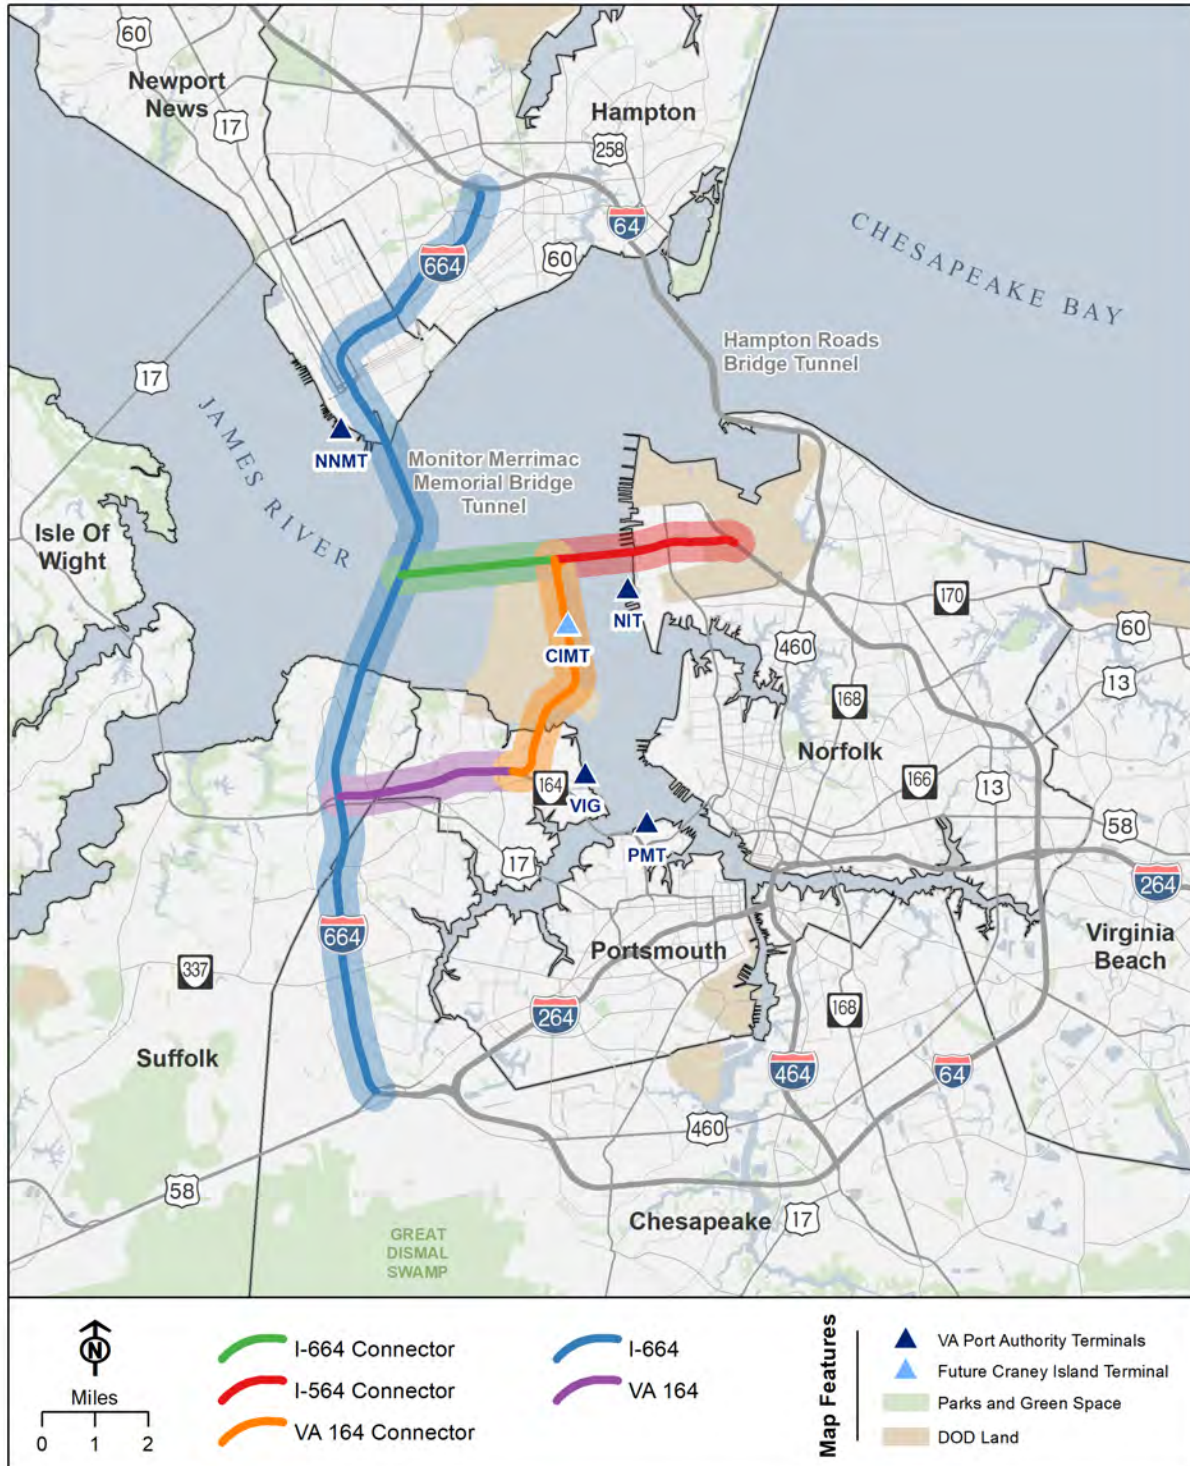 60
Newport
News
17
Hampton
258
64
664
60
CHESAPEAKE BAY
Hampton Roads
Bridge Tunnel
17
JAMES RIVER
NNMT
Monitor Merrimac
Memorial Bridge
Tunnel
Isle Of
Wight
NIT
170
60
460
CIMT
13
168
Norfolk
164
VIG
166
13
58
PMT
17
264
664
Portsmouth
Virginia
Beach
337
264
168
Suffolk
464
64
460
58
Chesapeake
17
GREAT
DISMAL
SWAMP
N
Miles
0 1 2
I-664 Connector
I-564 Connector
VA 164 Connector
I-664
VA 164
Map Features
VA Port Authority Terminals
Future Craney Island Terminal
Parks and Green Space
DOD Land